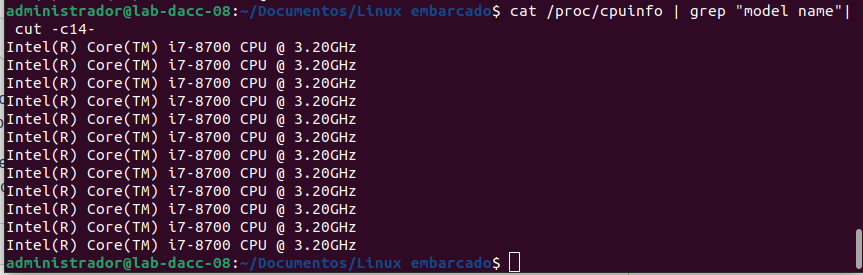 administrador@lab-dacc-08:~/Documentos/Linux embarcado$ cat /proc/cpuinfo | grep "model name"|
 cut -c14-
Intel(R) Core(TM) i7-8700 CPU @ 3.20GHz
Intel(R) Core(TM) i7-8700 CPU @ 3.20GHz
Intel(R) Core(TM) i7-8700 CPU @ 3.20GHz
Intel(R) Core(TM) i7-8700 CPU @ 3.20GHz
Intel(R) Core(TM) i7-8700 CPU @ 3.20GHz
Intel(R) Core(TM) i7-8700 CPU @ 3.20GHz
Intel(R) Core(TM) i7-8700 CPU @ 3.20GHz
Intel(R) Core(TM) i7-8700 CPU @ 3.20GHz
Intel(R) Core(TM) i7-8700 CPU @ 3.20GHz
Intel(R) Core(TM) i7-8700 CPU @ 3.20GHz
Intel(R) Core(TM) i7-8700 CPU @ 3.20GHz
Intel(R) Core(TM) i7-8700 CPU @ 3.20GHz
administrador@lab-dacc-08:~/Documentos/Linux embarcado$